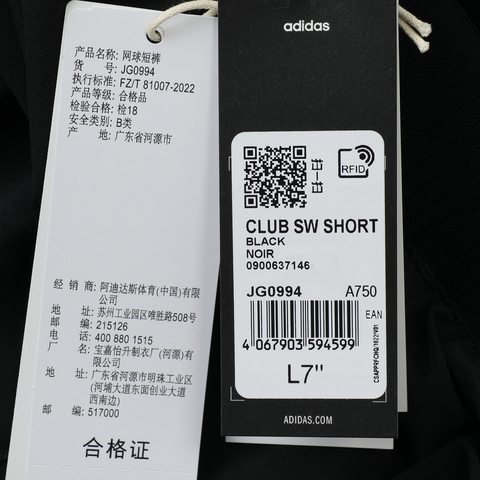 产品名称: 网球短裤
货 号: JG0994
执行标准: FZ/T 81007-2022
产品等级: 合格品
检验合格: 检18
安全类别: B类
产 地: 广东省河源市
经 销 商: 阿迪达斯体育(中国)有限公司
地 址: 苏州工业园区唯胜路508号
邮 编: 215126
电 话: 400 880 1515
厂 名: 宝嘉怡升制衣厂(河源)有限公司
地 址: 广东省河源市明珠工业区
(河埔大道东面创业大道
西南边)
邮 编: 517000
合格证
adidas
RFID
CLUB SW SHORT
BLACK
NOIR
0900637146
JG0994 A750
EAN
4 067903 594599
L7"
ADIDAS.COM